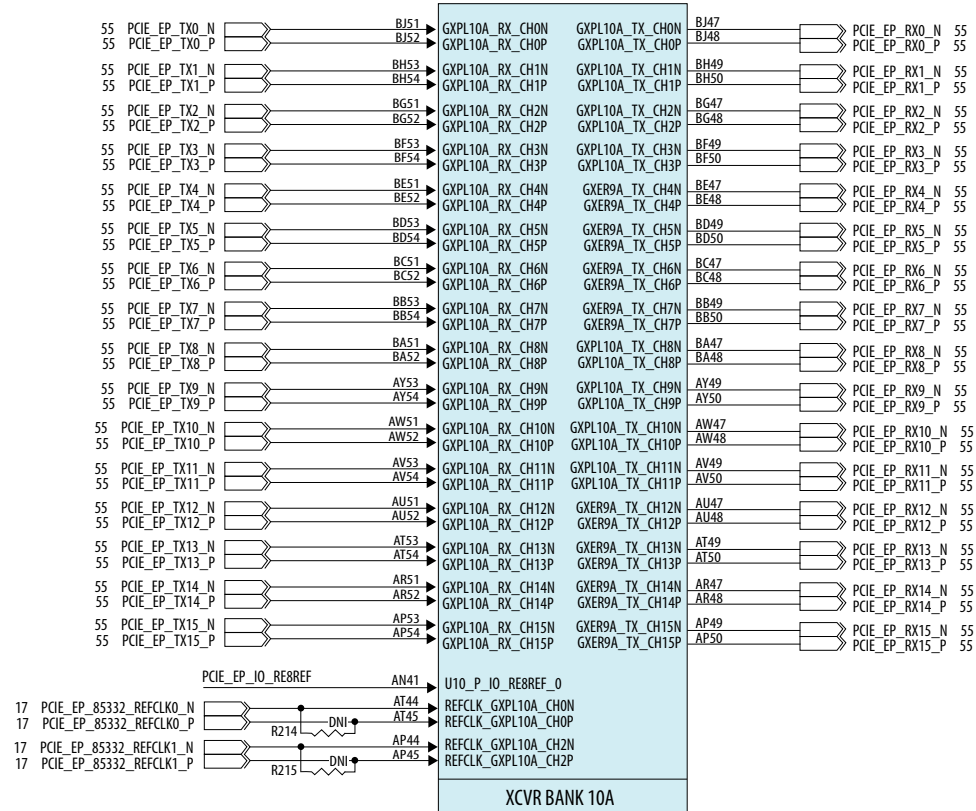 55 PCIE_EP_TX0_N BJ51 GXPL10A_RX_CH0N GXPL10A_TX_CH0N BJ47 PCIE_EP_RX0_N 55
55 PCIE_EP_TX0_P BJ52 GXPL10A_RX_CH0P GXPL10A_TX_CH0P BJ48 PCIE_EP_RX0_P 55
55 PCIE_EP_TX1_N BH53 GXPL10A_RX_CH1N GXPL10A_TX_CH1N BH49 PCIE_EP_RX1_N 55
55 PCIE_EP_TX1_P BH54 GXPL10A_RX_CH1P GXPL10A_TX_CH1P BH50 PCIE_EP_RX1_P 55
55 PCIE_EP_TX2_N BG51 GXPL10A_RX_CH2N GXPL10A_TX_CH2N BG47 PCIE_EP_RX2_N 55
55 PCIE_EP_TX2_P BG52 GXPL10A_RX_CH2P GXPL10A_TX_CH2P BG48 PCIE_EP_RX2_P 55
55 PCIE_EP_TX3_N BF53 GXPL10A_RX_CH3N GXPL10A_TX_CH3N BF49 PCIE_EP_RX3_N 55
55 PCIE_EP_TX3_P BF54 GXPL10A_RX_CH3P GXPL10A_TX_CH3P BF50 PCIE_EP_RX3_P 55
55 PCIE_EP_TX4_N BE51 GXPL10A_RX_CH4N GXER9A_TX_CH4N BE47 PCIE_EP_RX4_N 55
55 PCIE_EP_TX4_P BE52 GXPL10A_RX_CH4P GXER9A_TX_CH4P BE48 PCIE_EP_RX4_P 55
55 PCIE_EP_TX5_N BD53 GXPL10A_RX_CH5N GXER9A_TX_CH5N BD49 PCIE_EP_RX5_N 55
55 PCIE_EP_TX5_P BD54 GXPL10A_RX_CH5P GXER9A_TX_CH5P BD50 PCIE_EP_RX5_P 55
55 PCIE_EP_TX6_N BC51 GXPL10A_RX_CH6N GXER9A_TX_CH6N BC47 PCIE_EP_RX6_N 55
55 PCIE_EP_TX6_P BC52 GXPL10A_RX_CH6P GXER9A_TX_CH6P BC48 PCIE_EP_RX6_P 55
55 PCIE_EP_TX7_N BB53 GXPL10A_RX_CH7N GXER9A_TX_CH7N BB49 PCIE_EP_RX7_N 55
55 PCIE_EP_TX7_P BB54 GXPL10A_RX_CH7P GXER9A_TX_CH7P BB50 PCIE_EP_RX7_P 55
55 PCIE_EP_TX8_N BA51 GXPL10A_RX_CH8N GXPL10A_TX_CH8N BA47 PCIE_EP_RX8_N 55
55 PCIE_EP_TX8_P BA52 GXPL10A_RX_CH8P GXPL10A_TX_CH8P BA48 PCIE_EP_RX8_P 55
55 PCIE_EP_TX9_N AY53 GXPL10A_RX_CH9N GXPL10A_TX_CH9N AY49 PCIE_EP_RX9_N 55
55 PCIE_EP_TX9_P AY54 GXPL10A_RX_CH9P GXPL10A_TX_CH9P AY50 PCIE_EP_RX9_P 55
55 PCIE_EP_TX10_N AW51 GXPL10A_RX_CH10N GXPL10A_TX_CH10N AW47 PCIE_EP_RX10_N 55
55 PCIE_EP_TX10_P AW52 GXPL10A_RX_CH10P GXPL10A_TX_CH10P AW48 PCIE_EP_RX10_P 55
55 PCIE_EP_TX11_N AV53 GXPL10A_RX_CH11N GXPL10A_TX_CH11N AV49 PCIE_EP_RX11_N 55
55 PCIE_EP_TX11_P AV54 GXPL10A_RX_CH11P GXPL10A_TX_CH11P AV50 PCIE_EP_RX11_P 55
55 PCIE_EP_TX12_N AU51 GXPL10A_RX_CH12N GXER9A_TX_CH12N AU47 PCIE_EP_RX12_N 55
55 PCIE_EP_TX12_P AU52 GXPL10A_RX_CH12P GXER9A_TX_CH12P AU48 PCIE_EP_RX12_P 55
55 PCIE_EP_TX13_N AT53 GXPL10A_RX_CH13N GXER9A_TX_CH13N AT49 PCIE_EP_RX13_N 55
55 PCIE_EP_TX13_P AT54 GXPL10A_RX_CH13P GXER9A_TX_CH13P AT50 PCIE_EP_RX13_P 55
55 PCIE_EP_TX14_N AR51 GXPL10A_RX_CH14N GXER9A_TX_CH14N AR47 PCIE_EP_RX14_N 55
55 PCIE_EP_TX14_P AR52 GXPL10A_RX_CH14P GXER9A_TX_CH14P AR48 PCIE_EP_RX14_P 55
55 PCIE_EP_TX15_N AP53 GXPL10A_RX_CH15N GXER9A_TX_CH15N AP49 PCIE_EP_RX15_N 55
55 PCIE_EP_TX15_P AP54 GXPL10A_RX_CH15P GXER9A_TX_CH15P AP50 PCIE_EP_RX15_P 55
PCIE_EP_IO_RE8REF AN41 U10_P_IO_RE8REF_0
17 PCIE_EP_85332_REFCLK0_N AT44 REFCLK_GXPL10A_CH0N
17 PCIE_EP_85332_REFCLK0_P R214 DNI AT45 REFCLK_GXPL10A_CH0P
17 PCIE_EP_85332_REFCLK1_N AP44 REFCLK_GXPL10A_CH2N
17 PCIE_EP_85332_REFCLK1_P R215 DNI AP45 REFCLK_GXPL10A_CH2P
XCVR BANK 10A